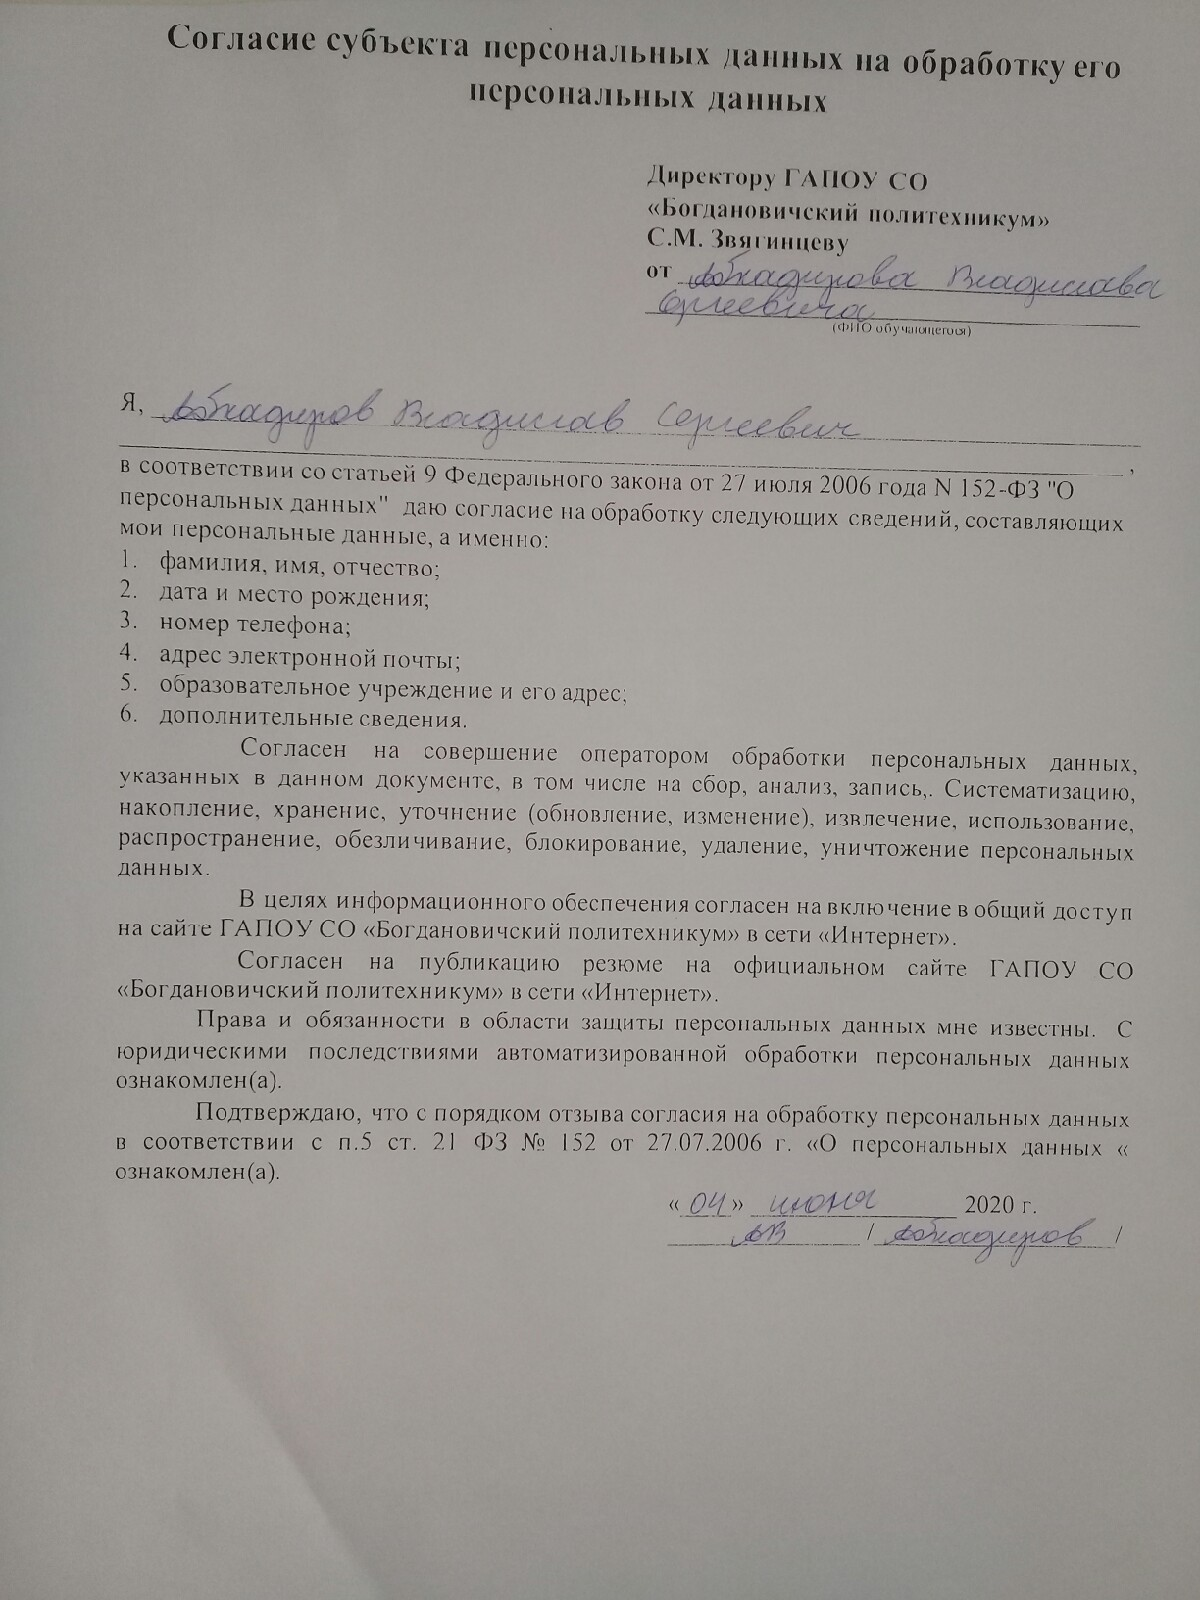 Согласие субъекта персональных данных на обработку его
персональных данных
Директору ГАПОУ СО
«Богдановичский политехникум»
С.М. Звягинцеву
от Абкадирова Владислава
Сергеевича
(ФИО обучающегося)
Я, Абкадиров Владислав Сергеевич
,
в соответствии со статьей 9 Федерального закона от 27 июля 2006 года N 152-ФЗ "О
персональных данных" даю согласие на обработку следующих сведений, составляющих
мои персональные данные, а именно:
1. фамилия, имя, отчество;
2. дата и место рождения;
3. номер телефона;
4. адрес электронной почты;
5. образовательное учреждение и его адрес;
6. дополнительные сведения.
Согласен на совершение оператором обработки персональных данных,
указанных в данном документе, в том числе на сбор, анализ, запись,. Систематизацию,
накопление, хранение, уточнение (обновление, изменение), извлечение, использование,
распространение, обезличивание, блокирование, удаление, уничтожение персональных
данных.
В целях информационного обеспечения согласен на включение в общий доступ
на сайте ГАПОУ СО «Богдановичский политехникум» в сети «Интернет».
Согласен на публикацию резюме на официальном сайте ГАПОУ СО
«Богдановичский политехникум» в сети «Интернет».
Права и обязанности в области защиты персональных данных мне известны. С
юридическими последствиями автоматизированной обработки персональных данных
ознакомлен(а).
Подтверждаю, что с порядком отзыва согласия на обработку персональных данных
в соответствии с п.5 ст. 21 ФЗ № 152 от 27.07.2006 г. «О персональных данных «
ознакомлен(а).
«04» июня 2020 г.
АВ / Абкадиров /